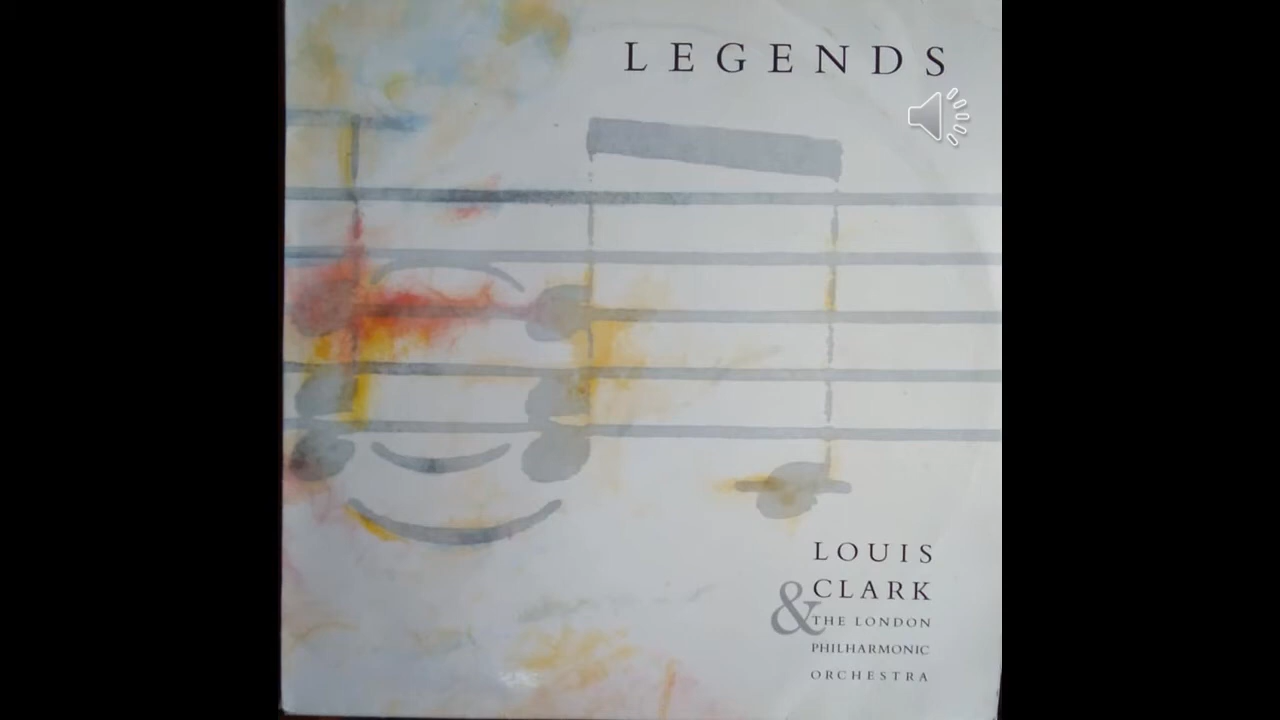 LEGENDS
LOUIS
& CLARK
THE LONDON
PHILHARMONIC
ORCHESTRA